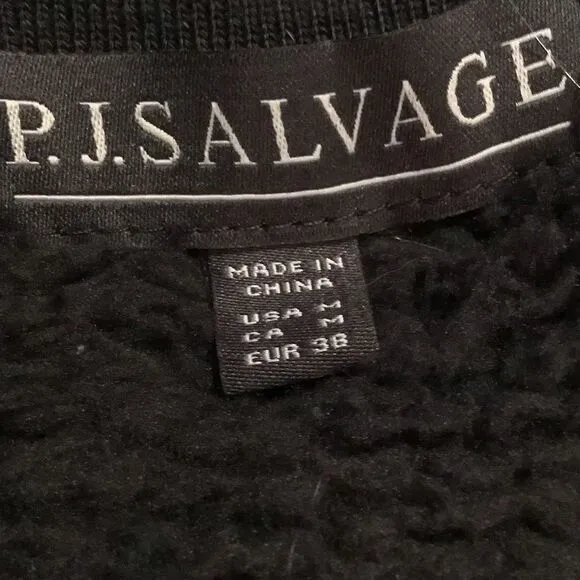 P.J.SALVAGE
MADE IN
CHINA
USA M
CA M
EUR 38